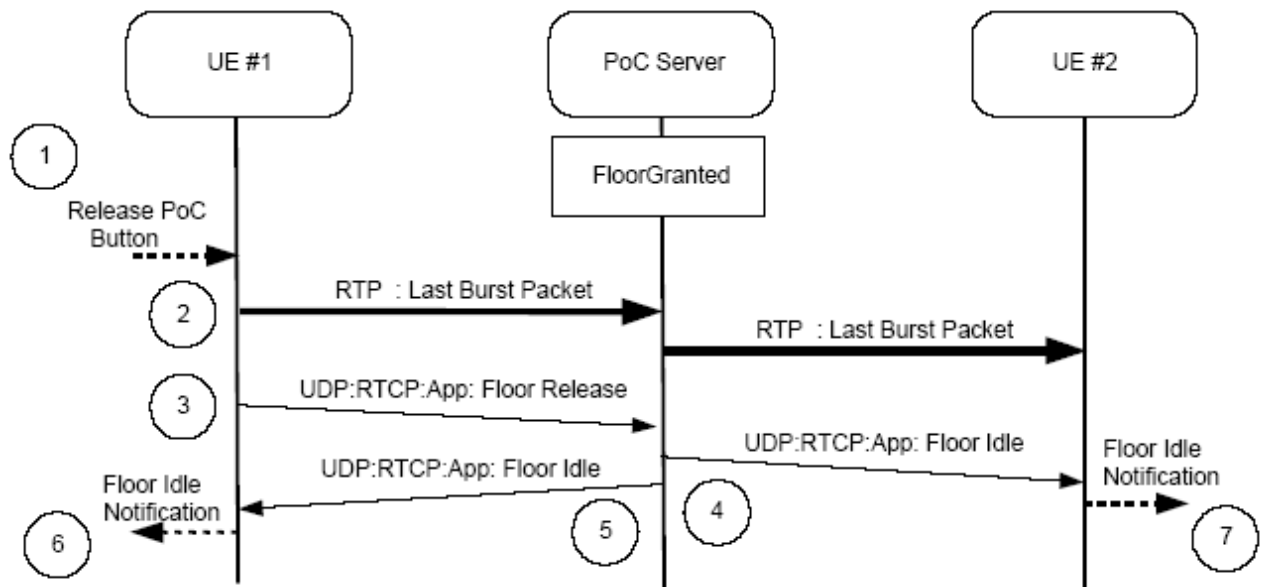 UE #1
PoC Server
UE #2
1
FloorGranted
Release PoC
Button
RTP : Last Burst Packet
2
RTP : Last Burst Packet
UDP:RTCP:App: Floor Release
3
UDP:RTCP:App: Floor Idle
UDP:RTCP:App: Floor Idle
Floor Idle
Notification
Floor Idle
Notification
4
5
6
7